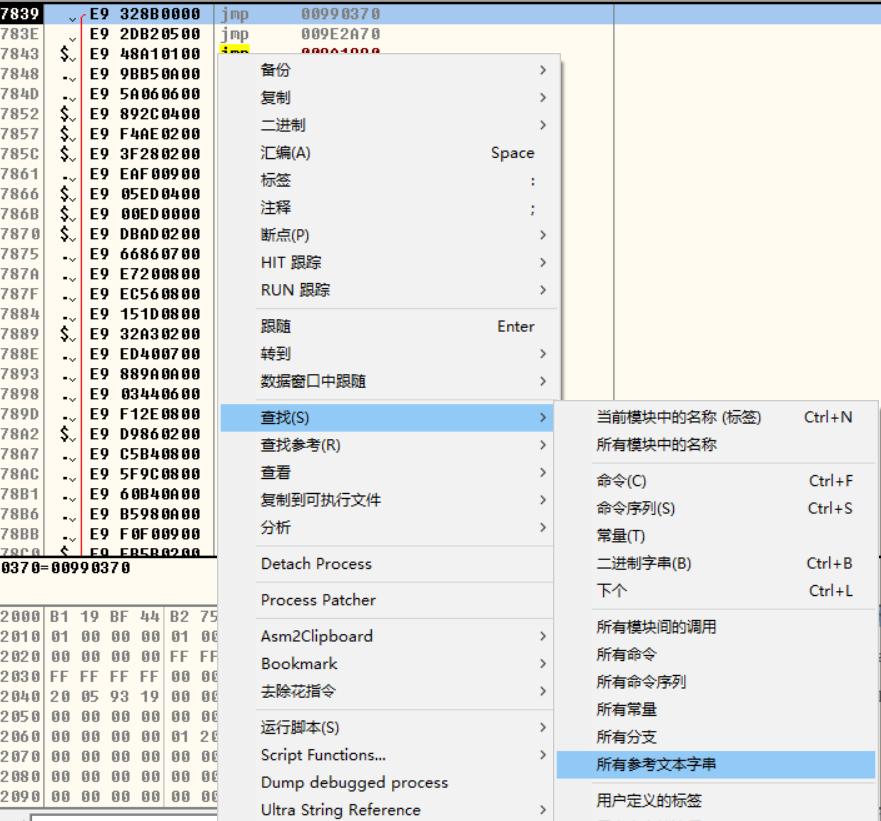 7839 E9 328B0000 jmp 00990370
783E E9 2DB20500 jmp 009E2A70
7843 $ E9 48A10100 jmp
7848 . E9 9BB50A00
784D . E9 5A060600
7852 $ E9 892C0400
7857 $ E9 F4AE0200
785C $ E9 3F280200
7861 . E9 EAF00900
7866 $ E9 05ED0400
786B $ E9 00ED0000
7870 $ E9 DBAD0200
7875 . E9 66860700
787A . E9 E7200800
787F . E9 EC560800
7884 . E9 151D0800
7889 $ E9 32A30200
788E . E9 ED400700
7893 . E9 889A0A00
7898 . E9 03440600
789D . E9 F12E0800
78A2 $ E9 D9860200
78A7 . E9 C5B40800
78AC . E9 5F9C0800
78B1 . E9 60B40A00
78B6 . E9 B5980A00
78BB . E9 F0F00900
78C0 $ E9 EB5B0200
0370=00990370
2000 B1 19 BF 44 B2 75
2010 01 00 00 00 01 00
2020 00 00 00 00 FF FF
2030 FF FF FF FF 00 00
2040 20 05 93 19 00 00
2050 00 00 00 00 00 00
2060 00 00 00 00 01 20
2070 00 00 00 00 00 00
2080 00 00 00 00 00 00
2090 00 00 00 00 00 00
备份
复制
二进制
汇编(A) Space
标签 :
注释 ;
断点(P)
HIT 跟踪
RUN 跟踪
跟随 Enter
转到
数据窗口中跟随
查找(S)
查找参考(R)
查看
复制到可执行文件
分析
Detach Process
Process Patcher
Asm2Clipboard
Bookmark
去除花指令
运行脚本(S)
Script Functions...
Dump debugged process
Ultra String Reference
当前模块中的名称 (标签) Ctrl+N
所有模块中的名称
命令(C) Ctrl+F
命令序列(S) Ctrl+S
常量(T)
二进制字串(B) Ctrl+B
下个 Ctrl+L
所有模块间的调用
所有命令
所有命令序列
所有常量
所有分支
所有参考文本字串
用户定义的标签